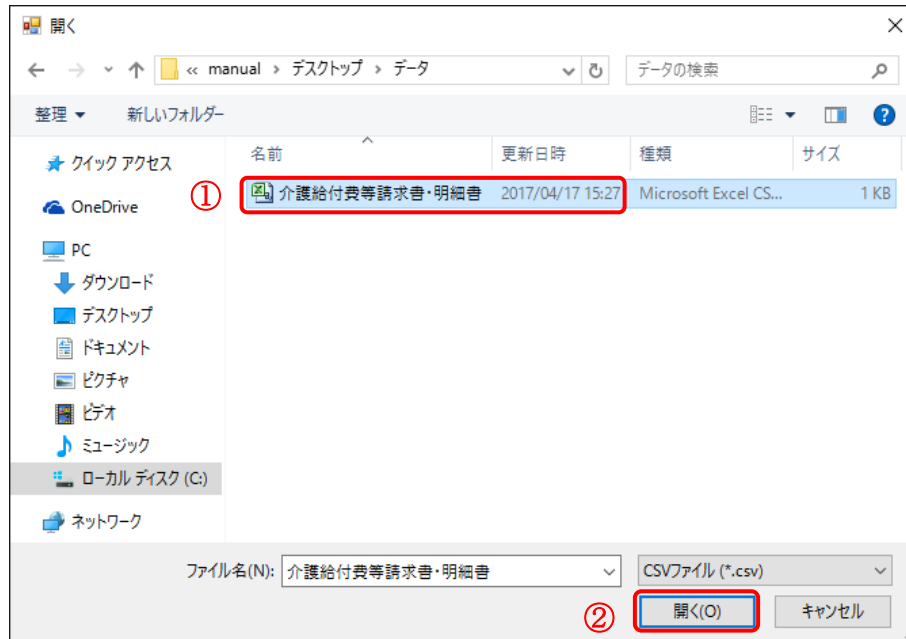 開く
« manual › デスクトップ › データ
データの検索
整理
新しいフォルダー
?
名前
更新日時
種類
サイズ
クイック アクセス
①
介護給付費等請求書・明細書
2017/04/17 15:27
Microsoft Excel CS...
1 KB
OneDrive
PC
ダウンロード
デスクトップ
ドキュメント
ピクチャ
ビデオ
ミュージック
ローカル ディスク (C:)
ネットワーク
ファイル名(N):
介護給付費等請求書・明細書
CSVファイル (*.csv)
②
開く(O)
キャンセル